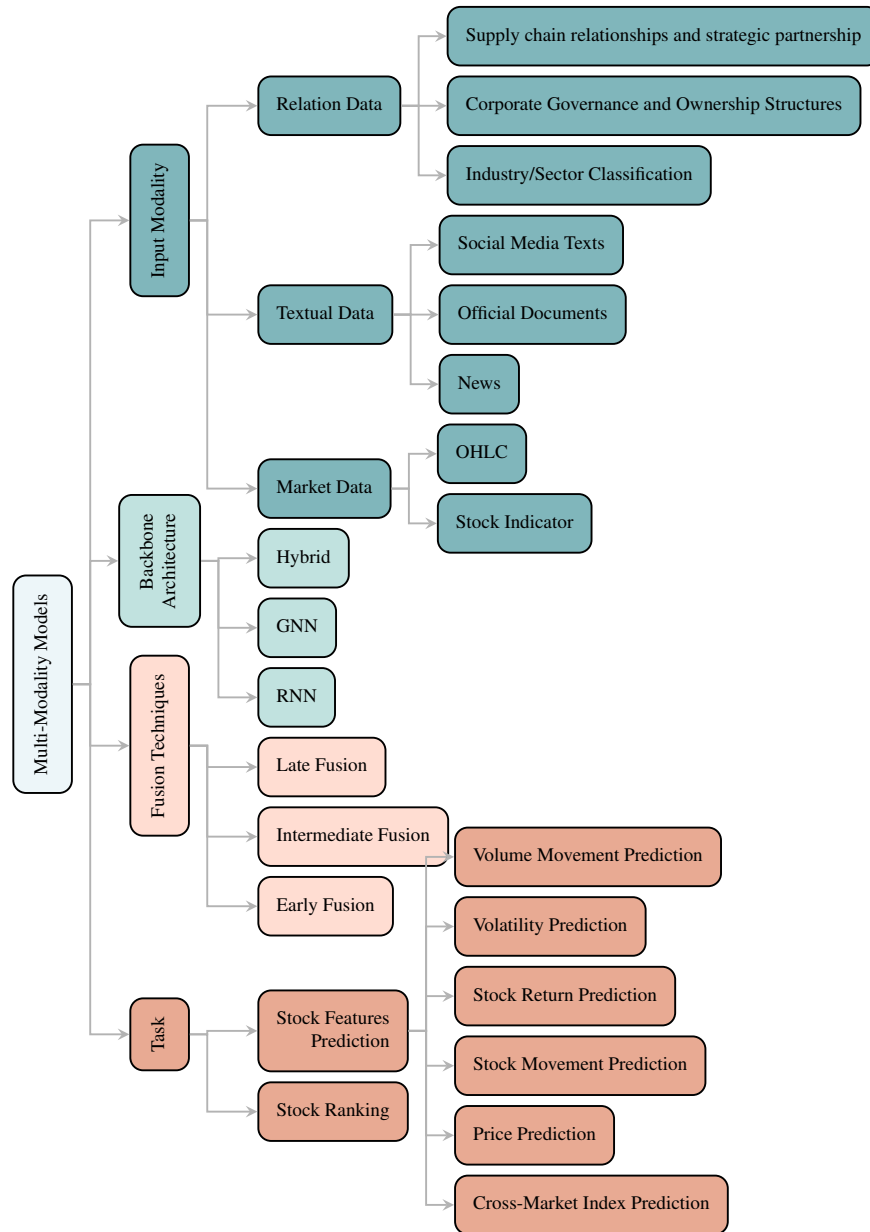 Multi-Modality Models
Input Modality
Relation Data
Supply chain relationships and strategic partnership
Corporate Governance and Ownership Structures
Industry/Sector Classification
Textual Data
Social Media Texts
Official Documents
News
Market Data
OHLC
Stock Indicator
Backbone
Architecture
Hybrid
GNN
RNN
Fusion Techniques
Late Fusion
Intermediate Fusion
Early Fusion
Task
Stock Features
Prediction
Volume Movement Prediction
Volatility Prediction
Stock Return Prediction
Stock Movement Prediction
Price Prediction
Cross-Market Index Prediction
Stock Ranking